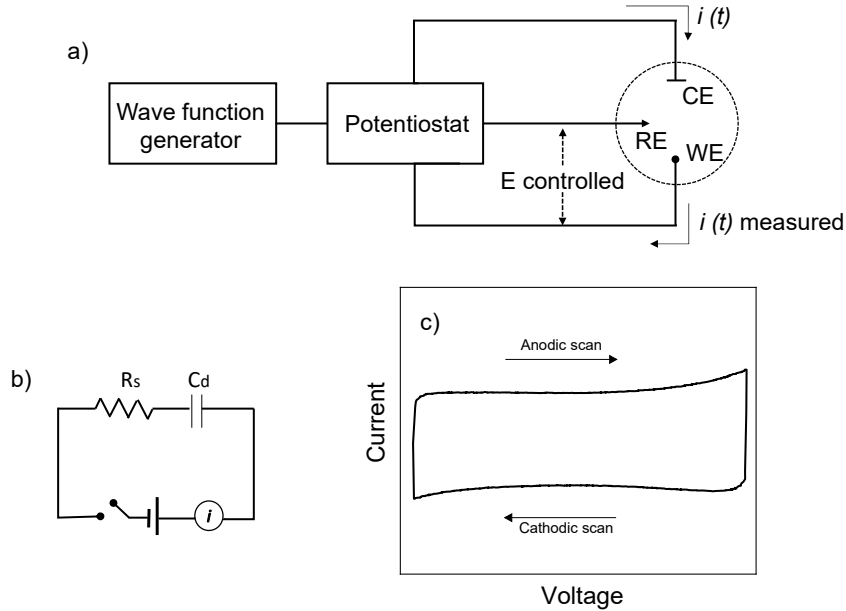 a)
i (t)
Wave function
generator
Potentiostat
CE
RE
WE
E controlled
i (t) measured
b)
Rs
Cd
i
c)
Anodic scan
Current
Cathodic scan
Voltage